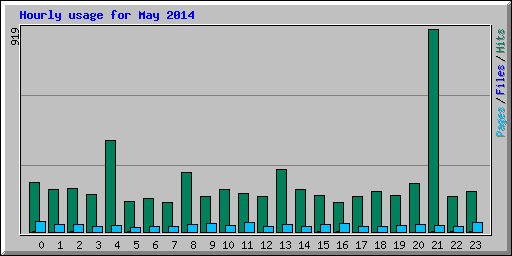 Hourly usage for May 2014
919
Pages/Files/Hits
0 1 2 3 4 5 6 7 8 9 10 11 12 13 14 15 16 17 18 19 20 21 22 23